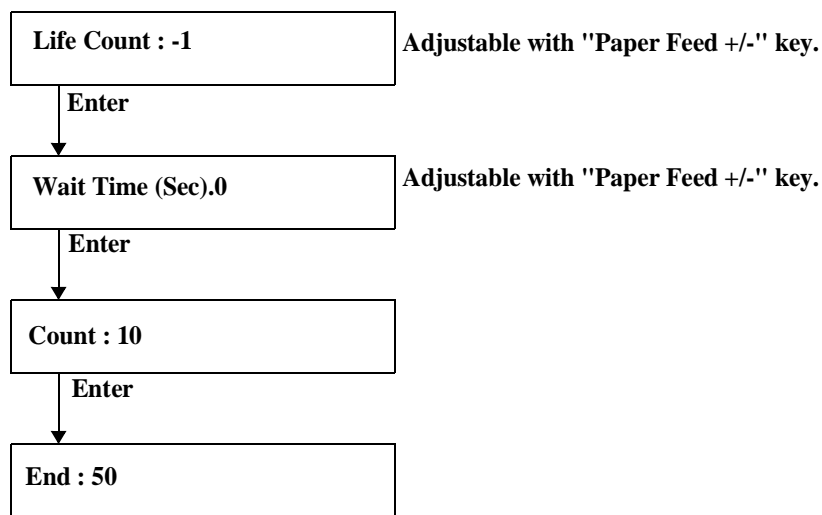 Life Count : -1
Adjustable with "Paper Feed +/-" key.
Enter
Wait Time (Sec).0
Adjustable with "Paper Feed +/-" key.
Enter
Count : 10
Enter
End : 50